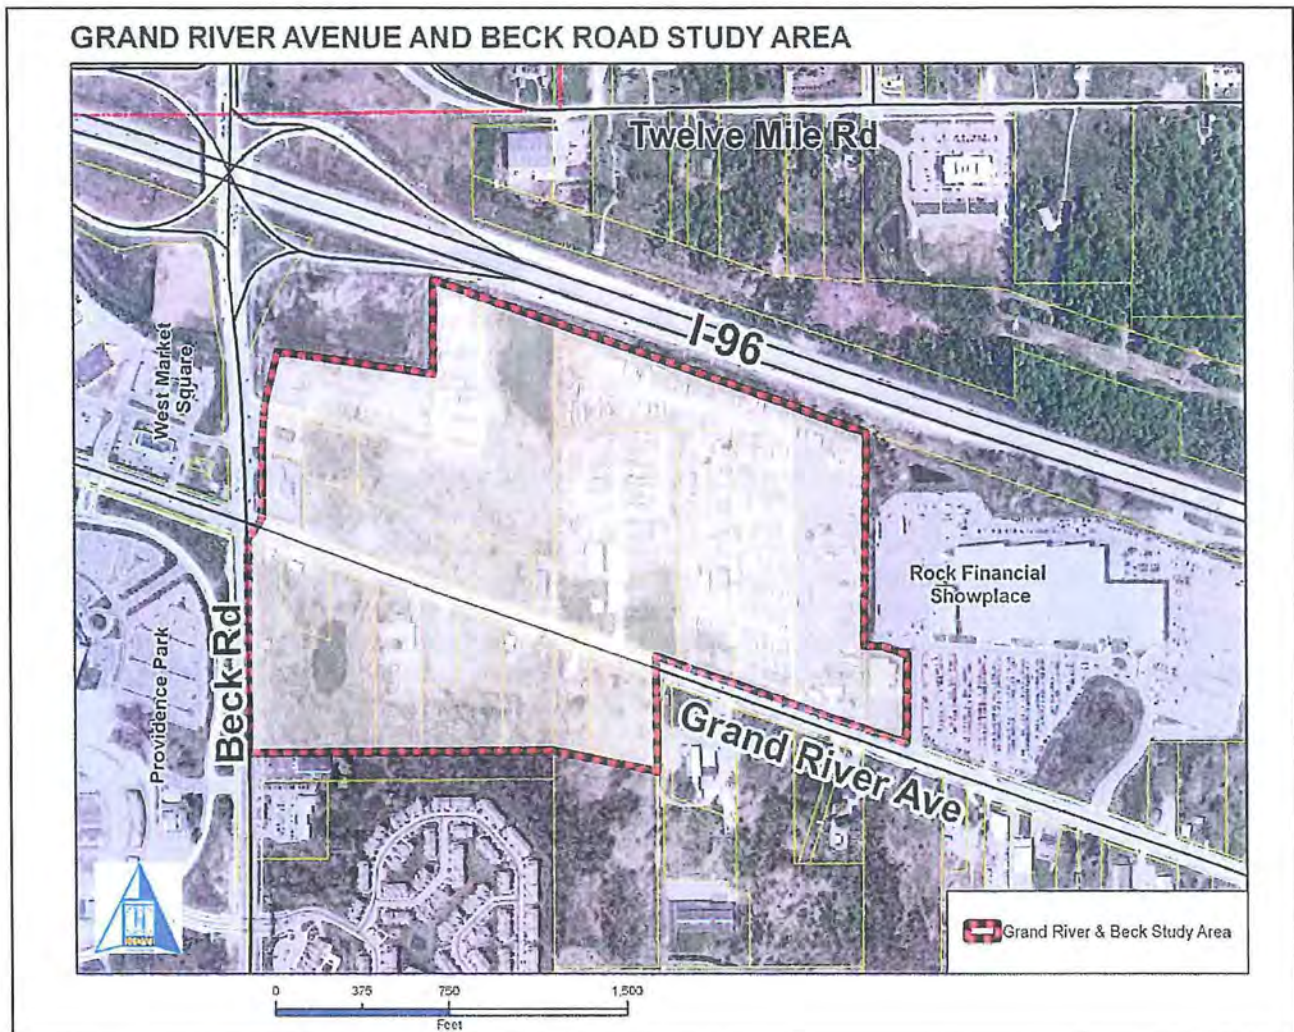 GRAND RIVER AVENUE AND BECK ROAD STUDY AREA
Twelve Mile Rd
I-96
West Market
Square
Rock Financial
Showplace
Providence Park
Beck Rd
Grand River Ave
Grand River & Beck Study Area
0 375 750 1,500
Feet